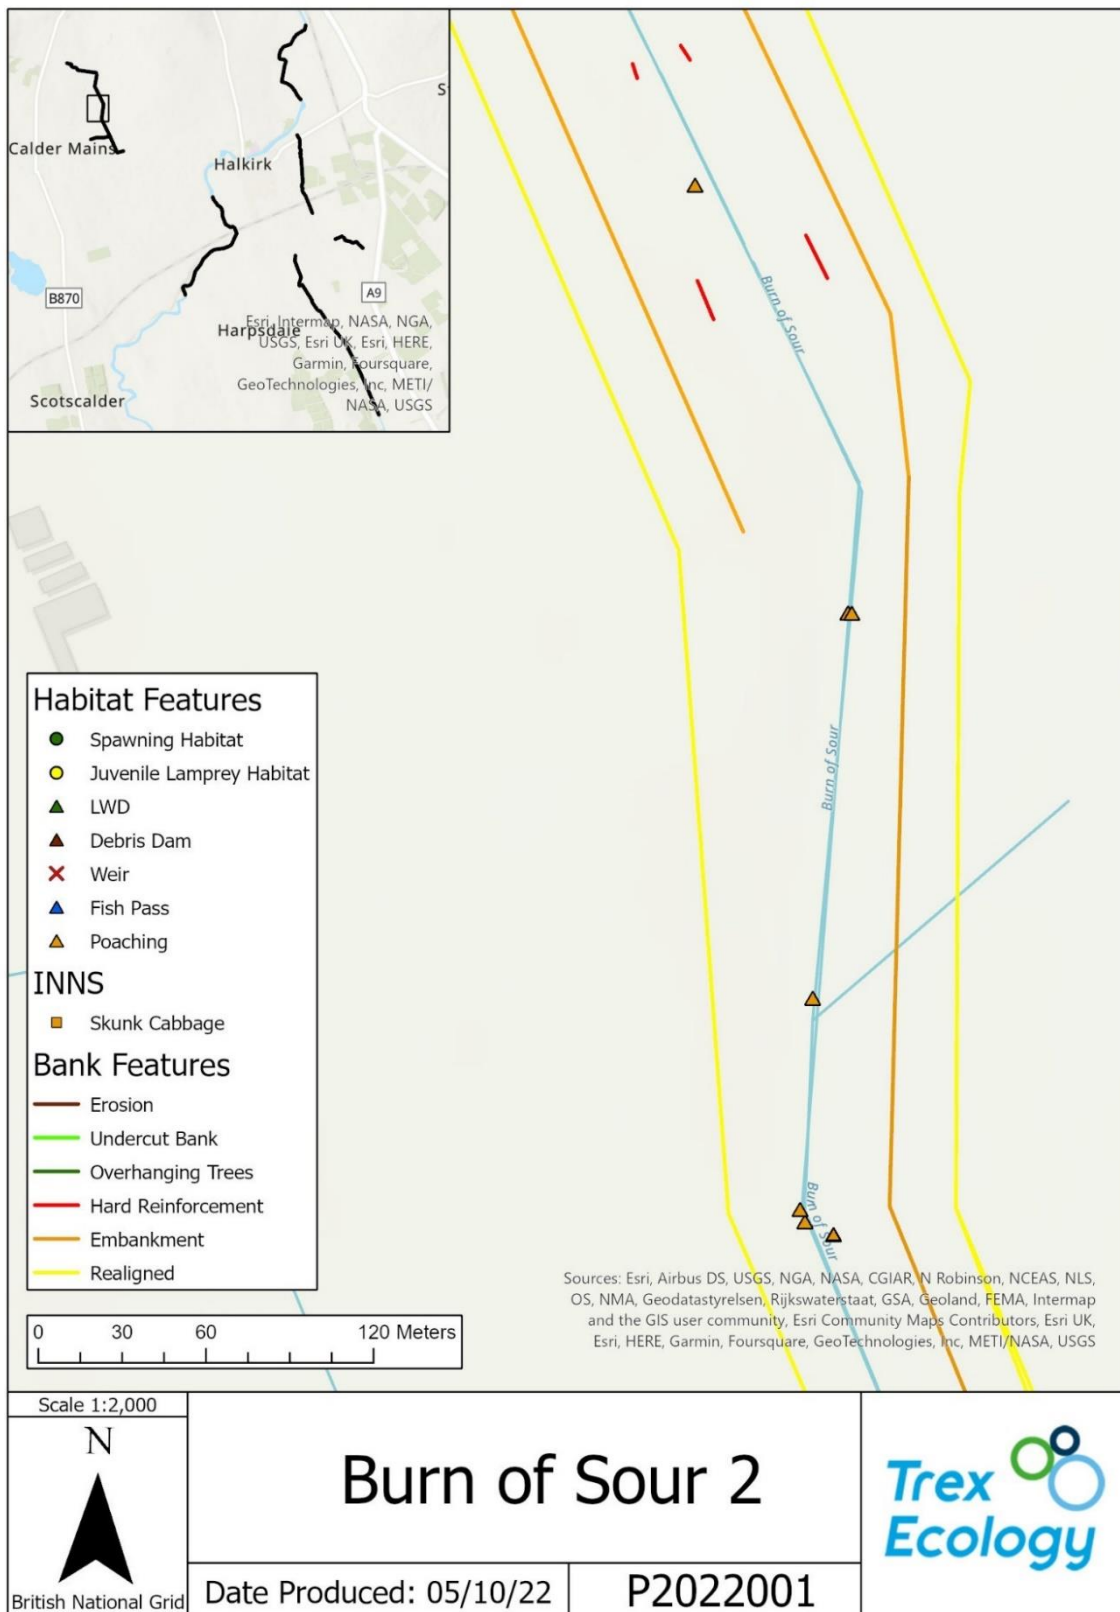 Calder Mains
Halkirk
S
B870
A9
Harpsdale
Scotscalder
Esri, Intermap, NASA, NGA,
USGS, Esri UK, Esri, HERE,
Garmin, Foursquare,
GeoTechnologies, Inc, METI/
NASA, USGS
Burn of Sour
Burn of Sour
Burn of Sour
Habitat Features
Spawning Habitat
Juvenile Lamprey Habitat
LWD
Debris Dam
Weir
Fish Pass
Poaching
INNS
Skunk Cabbage
Bank Features
Erosion
Undercut Bank
Overhanging Trees
Hard Reinforcement
Embankment
Realigned
Sources: Esri, Airbus DS, USGS, NGA, NASA, CGIAR, N Robinson, NCEAS, NLS,
OS, NMA, Geodatastyrelsen, Rijkswaterstaat, GSA, Geoland, FEMA, Intermap
and the GIS user community, Esri Community Maps Contributors, Esri UK,
Esri, HERE, Garmin, Foursquare, GeoTechnologies, Inc, METI/NASA, USGS
0 30 60 120 Meters
Scale 1:2,000
N
British National Grid
Burn of Sour 2
Date Produced: 05/10/22
P2022001
Trex
Ecology